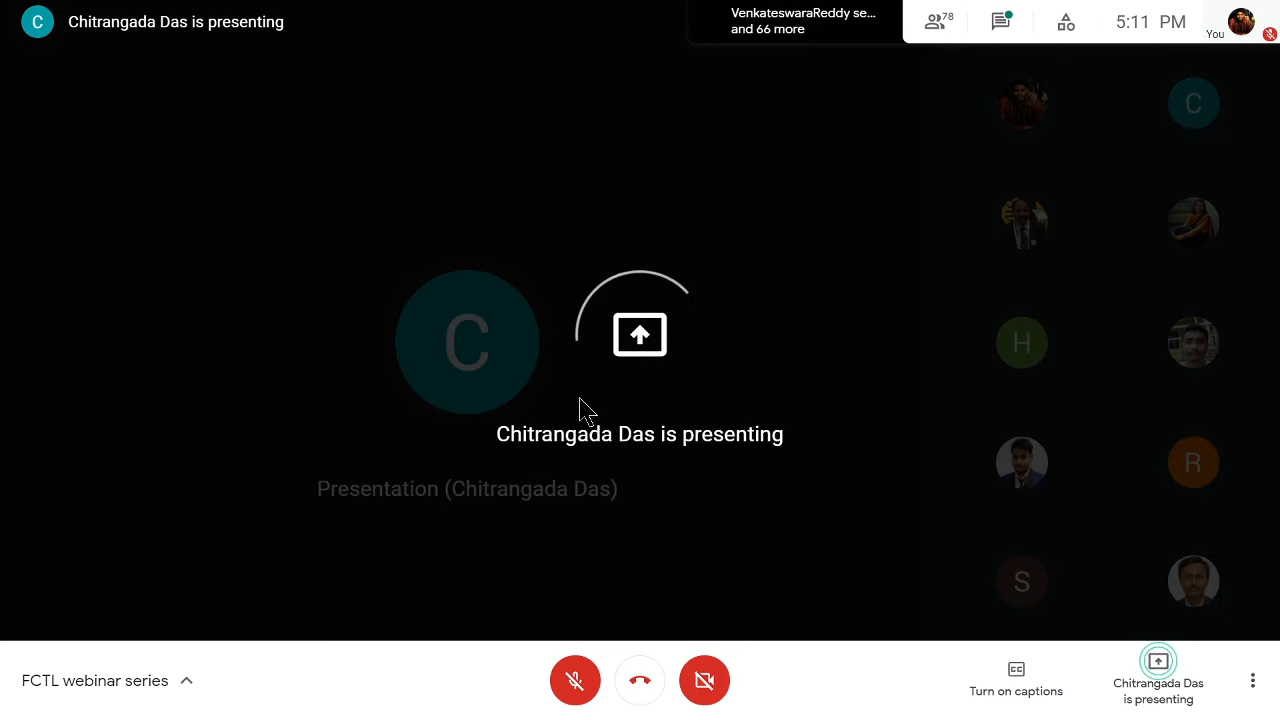 C
Chitrangada Das is presenting
VenkateswaraReddy se...
and 66 more
78
5:11 PM
You
C
H
R
S
C
Chitrangada Das is presenting
Presentation (Chitrangada Das)
FCTL webinar series
CC
Turn on captions
Chitrangada Das
is presenting